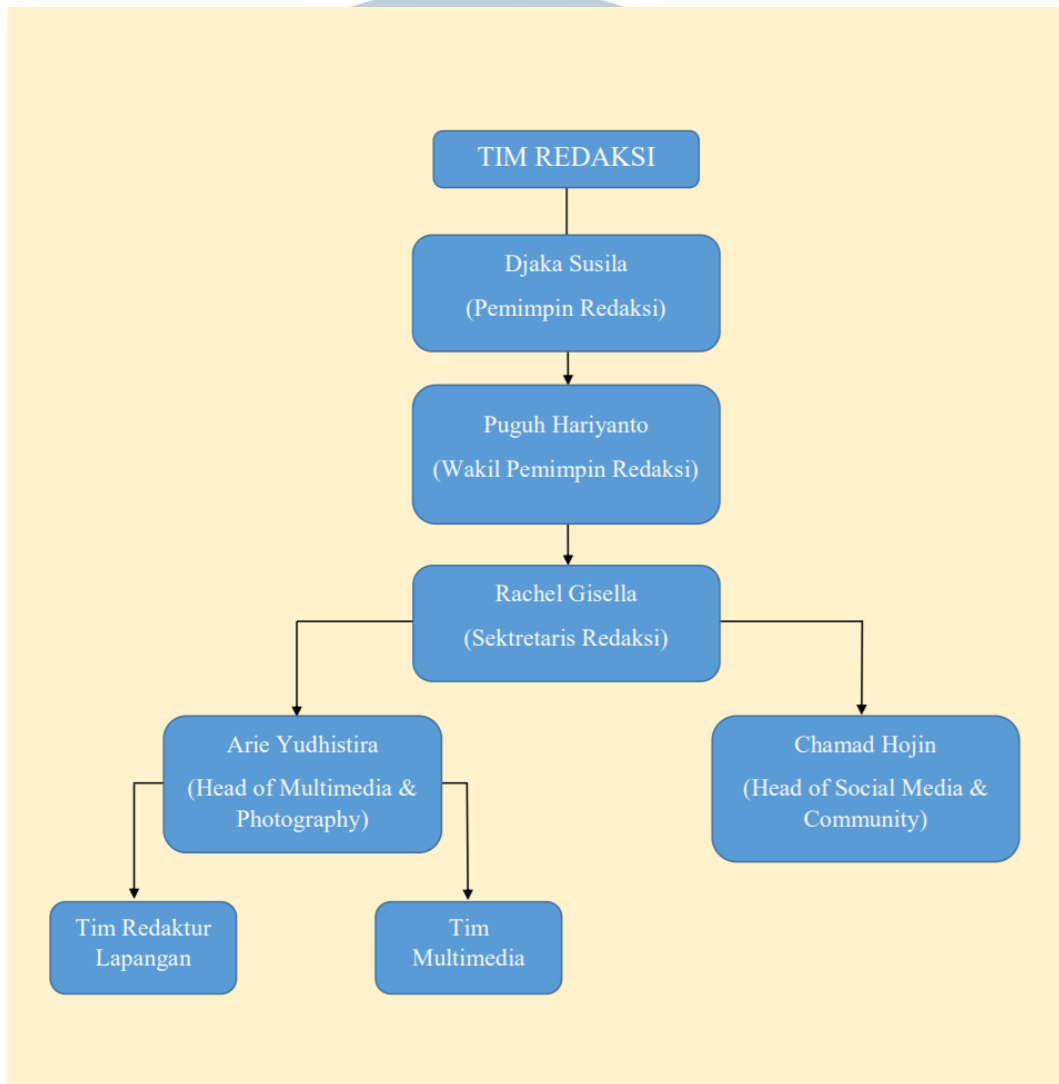 TIM REDAKSI
Djaka Susila
(Pemimpin Redaksi)
Puguh Hariyanto
(Wakil Pemimpin Redaksi)
Rachel Gisella
(Sektretaris Redaksi)
Arie Yudhistira
(Head of Multimedia &
Photography)
Chamad Hojin
(Head of Social Media &
Community)
Tim Redaktur
Lapangan
Tim
Multimedia